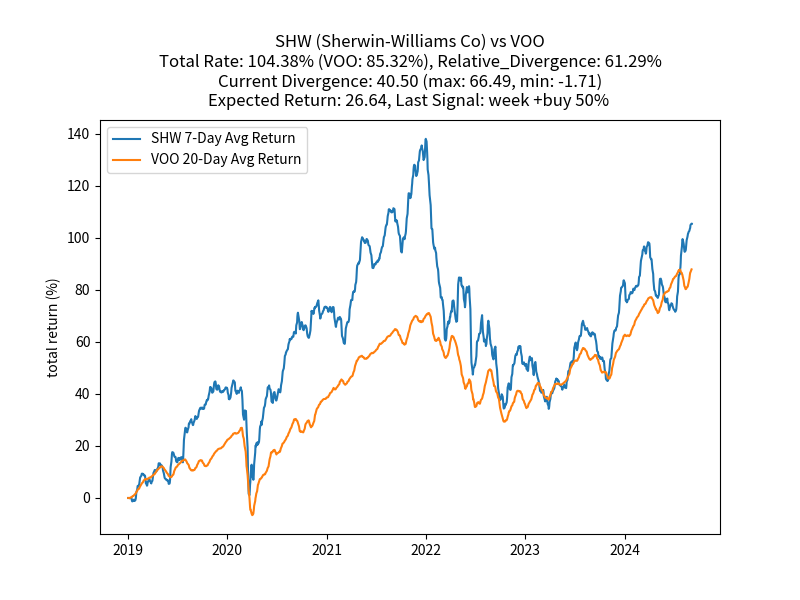 SHW (Sherwin-Williams Co) vs VOO
Total Rate: 104.38% (VOO: 85.32%), Relative_Divergence: 61.29%
Current Divergence: 40.50 (max: 66.49, min: -1.71)
Expected Return: 26.64, Last Signal: week +buy 50%
SHW 7-Day Avg Return
VOO 20-Day Avg Return
total return (%)
140
120
100
80
60
40
20
0
2019
2020
2021
2022
2023
2024